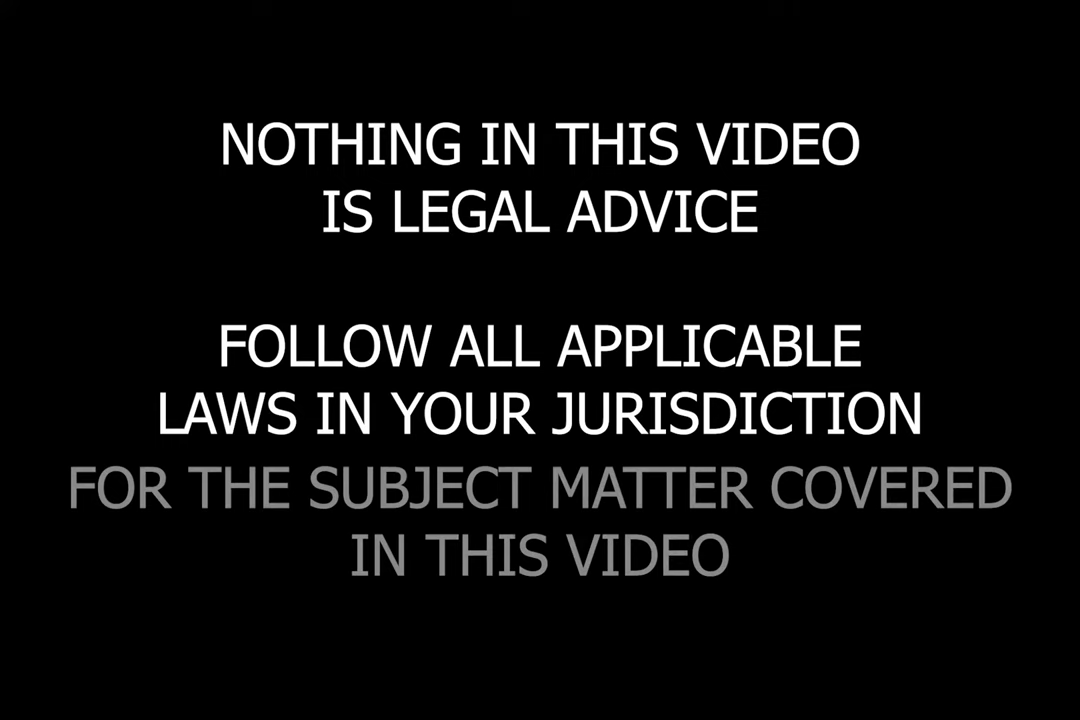 NOTHING IN THIS VIDEO
IS LEGAL ADVICE
FOLLOW ALL APPLICABLE
LAWS IN YOUR JURISDICTION
FOR THE SUBJECT MATTER COVERED
IN THIS VIDEO